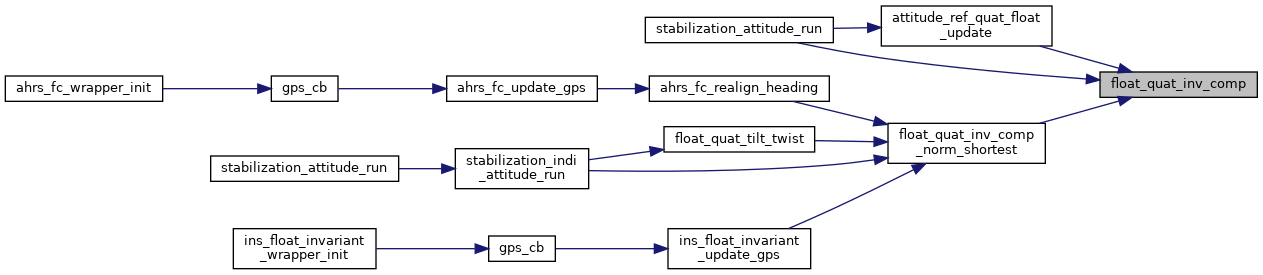 attitude_ref_quat_float
_update
stabilization_attitude_run
float_quat_inv_comp
ahrs_fc_wrapper_init
gps_cb
ahrs_fc_update_gps
ahrs_fc_realign_heading
float_quat_inv_comp
_norm_shortest
float_quat_tilt_twist
stabilization_attitude_run
stabilization_indi
_attitude_run
ins_float_invariant
_wrapper_init
gps_cb
ins_float_invariant
_update_gps